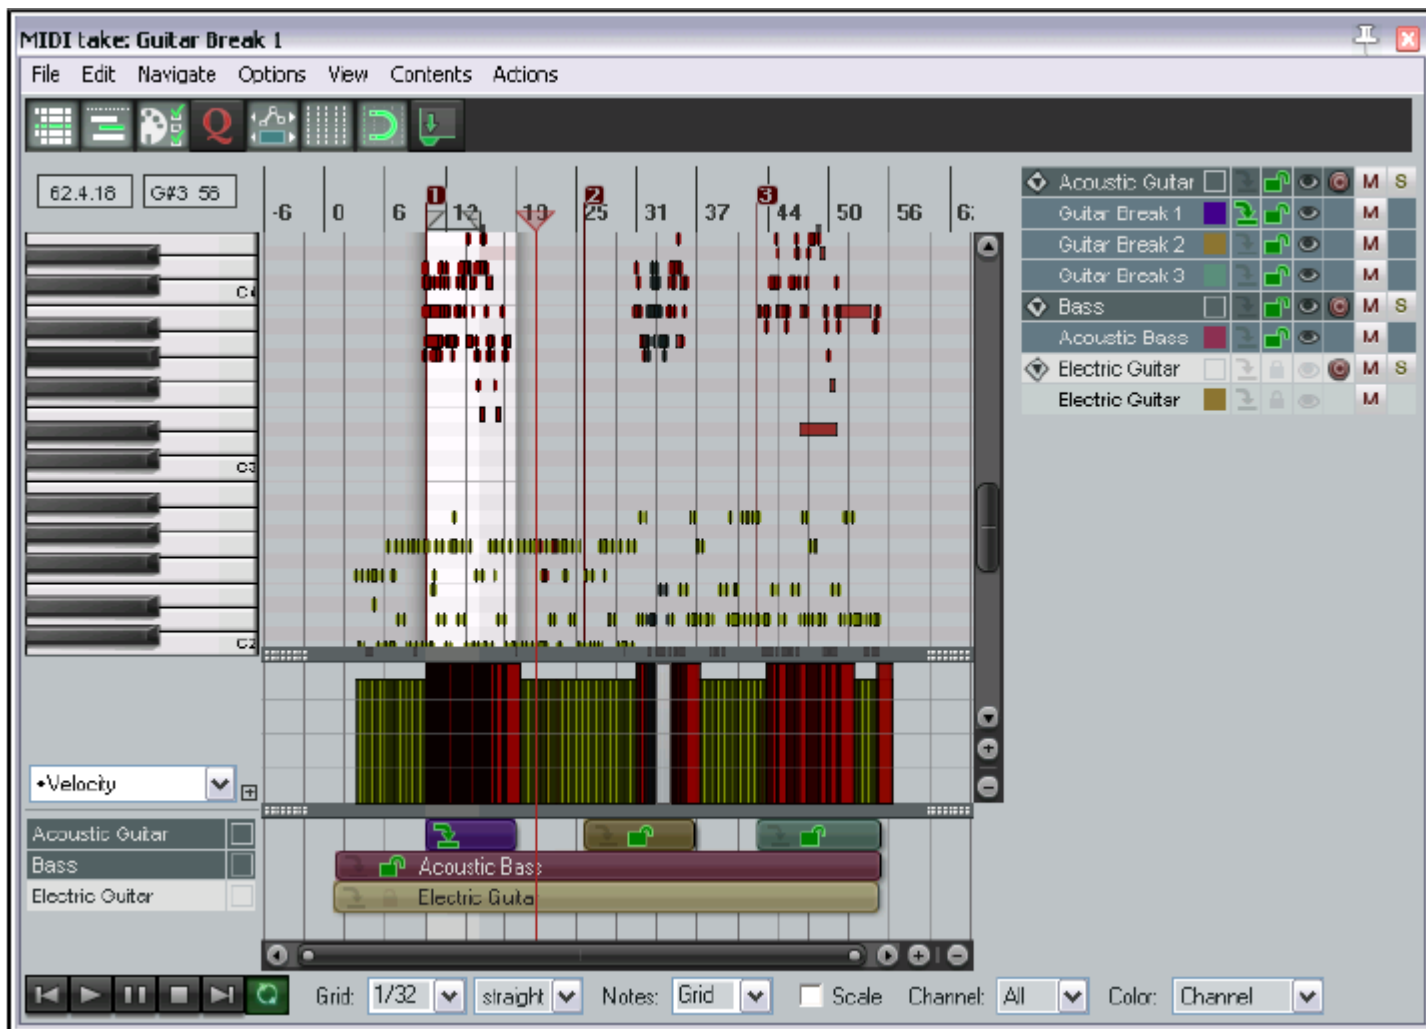 MIDI take: Guitar Break 1
File Edit Navigate Options View Contents Actions
Q
62.4.18 G#3 56
1 2 3
-6 0 6 13 19 25 31 37 44 50 56
C4
C3
C2
Acoustic Guitar M S
Guitar Break 1 M
Guitar Break 2 M
Guitar Break 3 M
Bass M S
Acoustic Bass M
Electric Guitar M S
Electric Guitar M
•Velocity
Acoustic Guitar
Bass Acoustic Bass
Electric Guitar Electric Guitar
Grid: 1/32 straight Notes: Grid Scale Channel: All Color: Channel